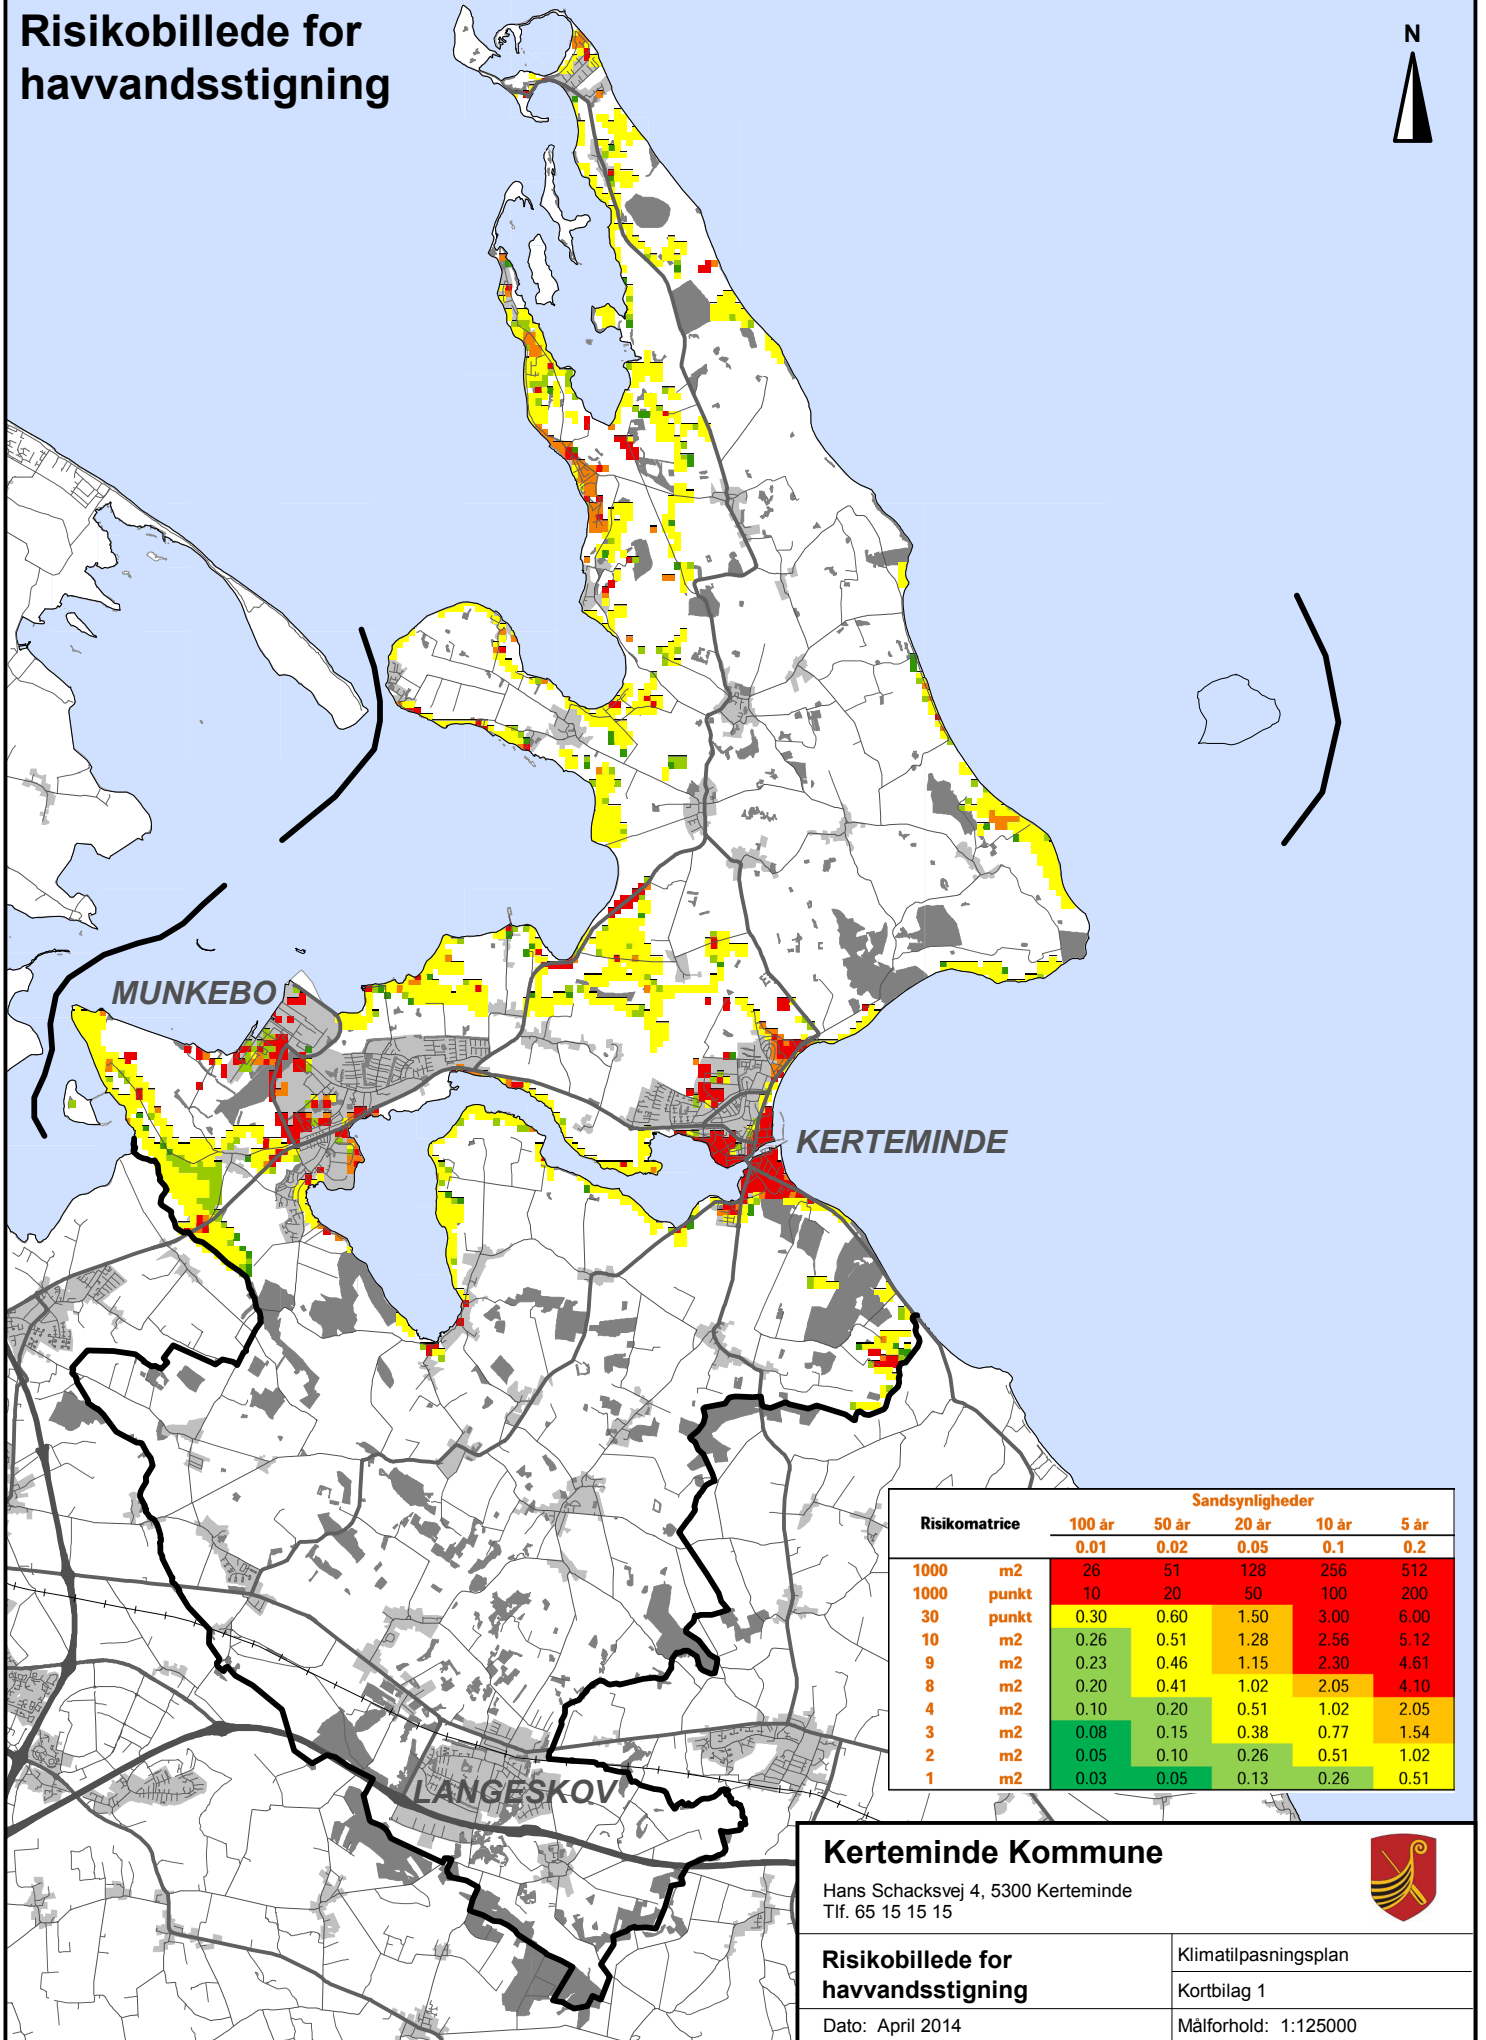 Risikobillede for
havvandsstigning
N
MUNKEBO
KERTEMINDE
LANGESKOV
Sandsynligheder
Risikomatrice 100 år 50 år 20 år 10 år 5 år
0.01 0.02 0.05 0.1 0.2
1000 m2 26 51 128 256 512
1000 punkt 10 20 50 100 200
30 punkt 0.30 0.60 1.50 3.00 6.00
10 m2 0.26 0.51 1.28 2.56 5.12
9 m2 0.23 0.46 1.15 2.30 4.61
8 m2 0.20 0.41 1.02 2.05 4.10
4 m2 0.10 0.20 0.51 1.02 2.05
3 m2 0.08 0.15 0.38 0.77 1.54
2 m2 0.05 0.10 0.26 0.51 1.02
1 m2 0.03 0.05 0.13 0.26 0.51
Kerteminde Kommune
Hans Schacksvej 4, 5300 Kerteminde
Tlf. 65 15 15 15
Risikobillede for
havvandsstigning
Klimatilpasningsplan
Kortbilag 1
Dato: April 2014
Målforhold: 1:125000